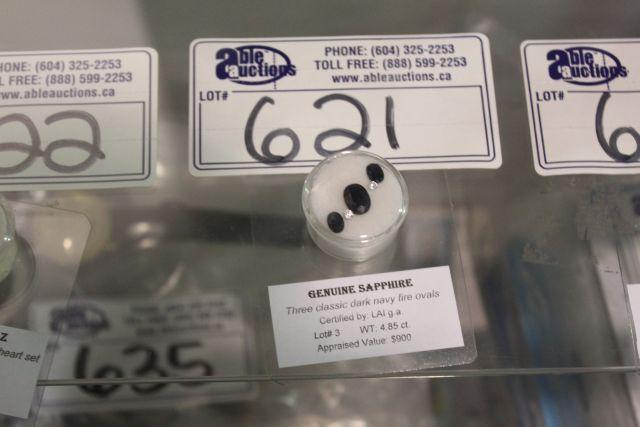 HONE: (604) 325-2253
L FREE: (888) 599-2253
www.ableauctions.ca
22
able auctions
PHONE: (604) 325-2253
TOLL FREE: (888) 599-2253
www.ableauctions.ca
LOT# 621
able auctions
LOT# 6
GENUINE SAPPHIRE
Three classic dark navy fire ovals
Certified by: LAI g.a.
Lot# 3 WT: 4.85 ct.
Appraised Value: $900
Z
heart set
635